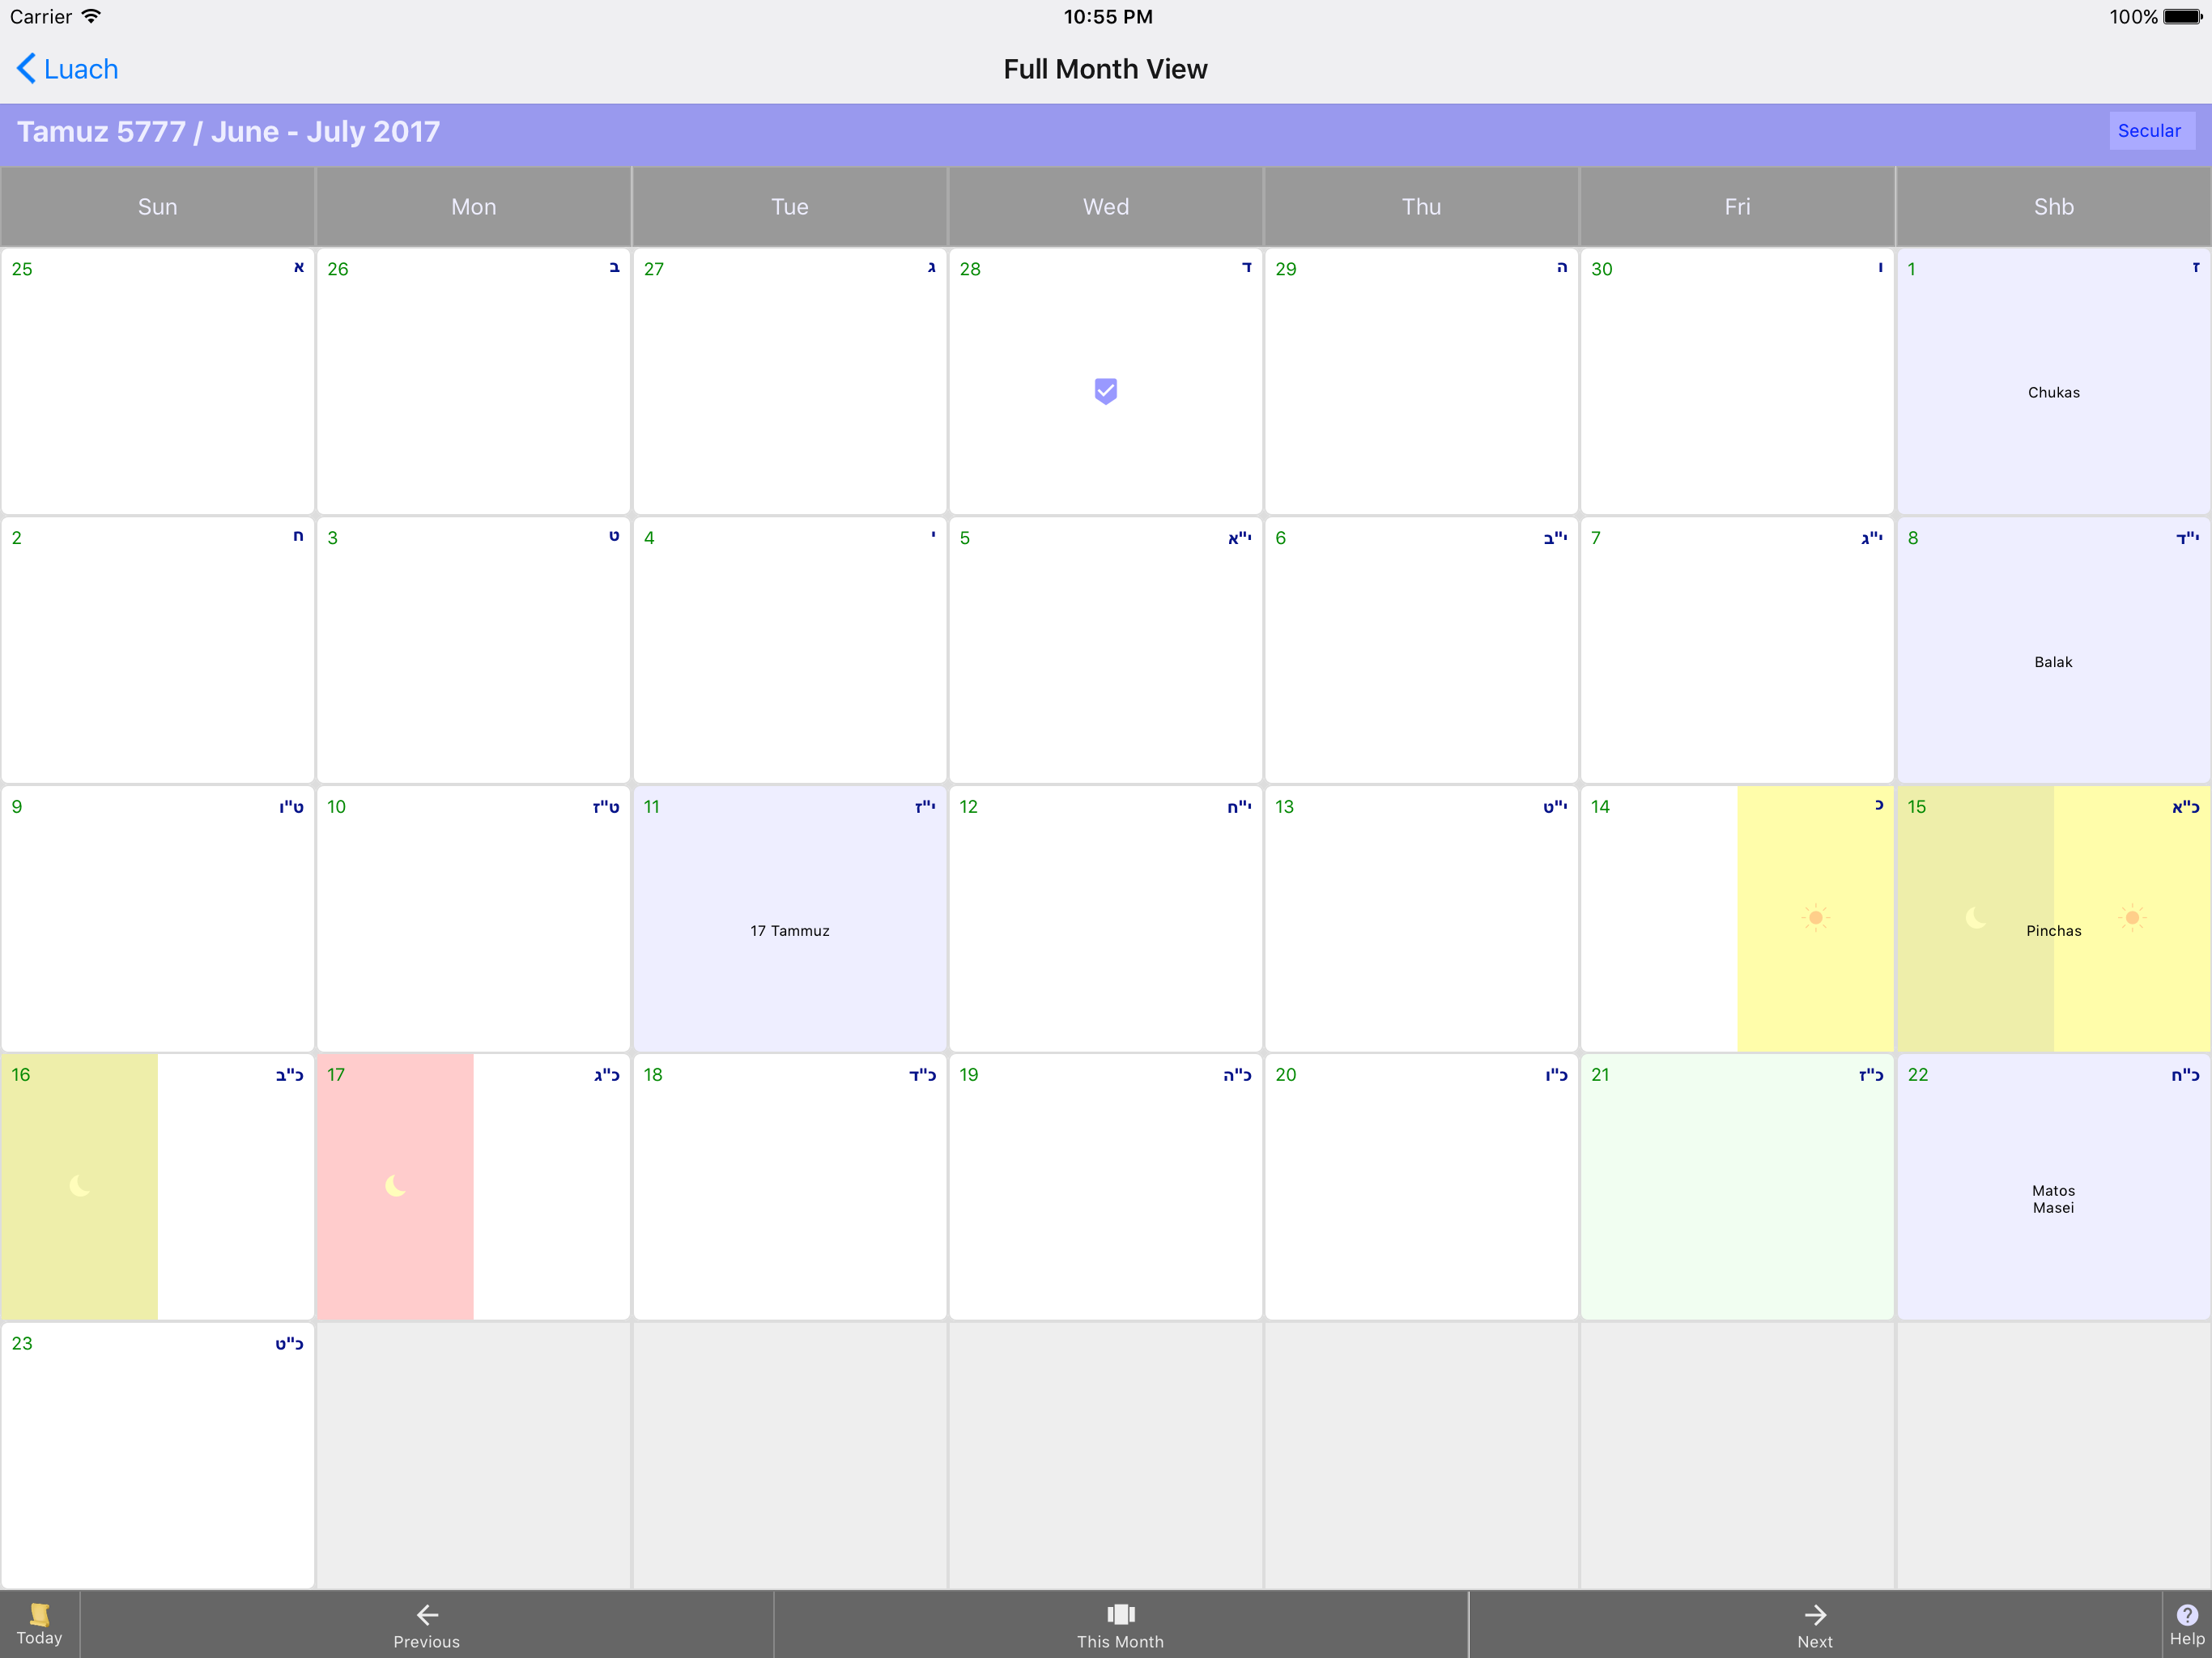 Carrier 10:55 PM 100%
Luach Full Month View
Tamuz 5777 / June - July 2017 Secular
Sun Mon Tue Wed Thu Fri Shb
25 א 26 ב 27 ג 28 ד 29 ה 30 ו 1 ז
Chukas
2 ח 3 ט 4 י 5 י"א 6 י"ב 7 י"ג 8 י"ד
Balak
9 ט"ו 10 ט"ז 11 י"ז 12 י"ח 13 י"ט 14 כ 15 כ"א
17 Tammuz Pinchas
16 כ"ב 17 כ"ג 18 כ"ד 19 כ"ה 20 כ"ו 21 כ"ז 22 כ"ח
Matos
Masei
23 כ"ט
Today Previous This Month Next Help